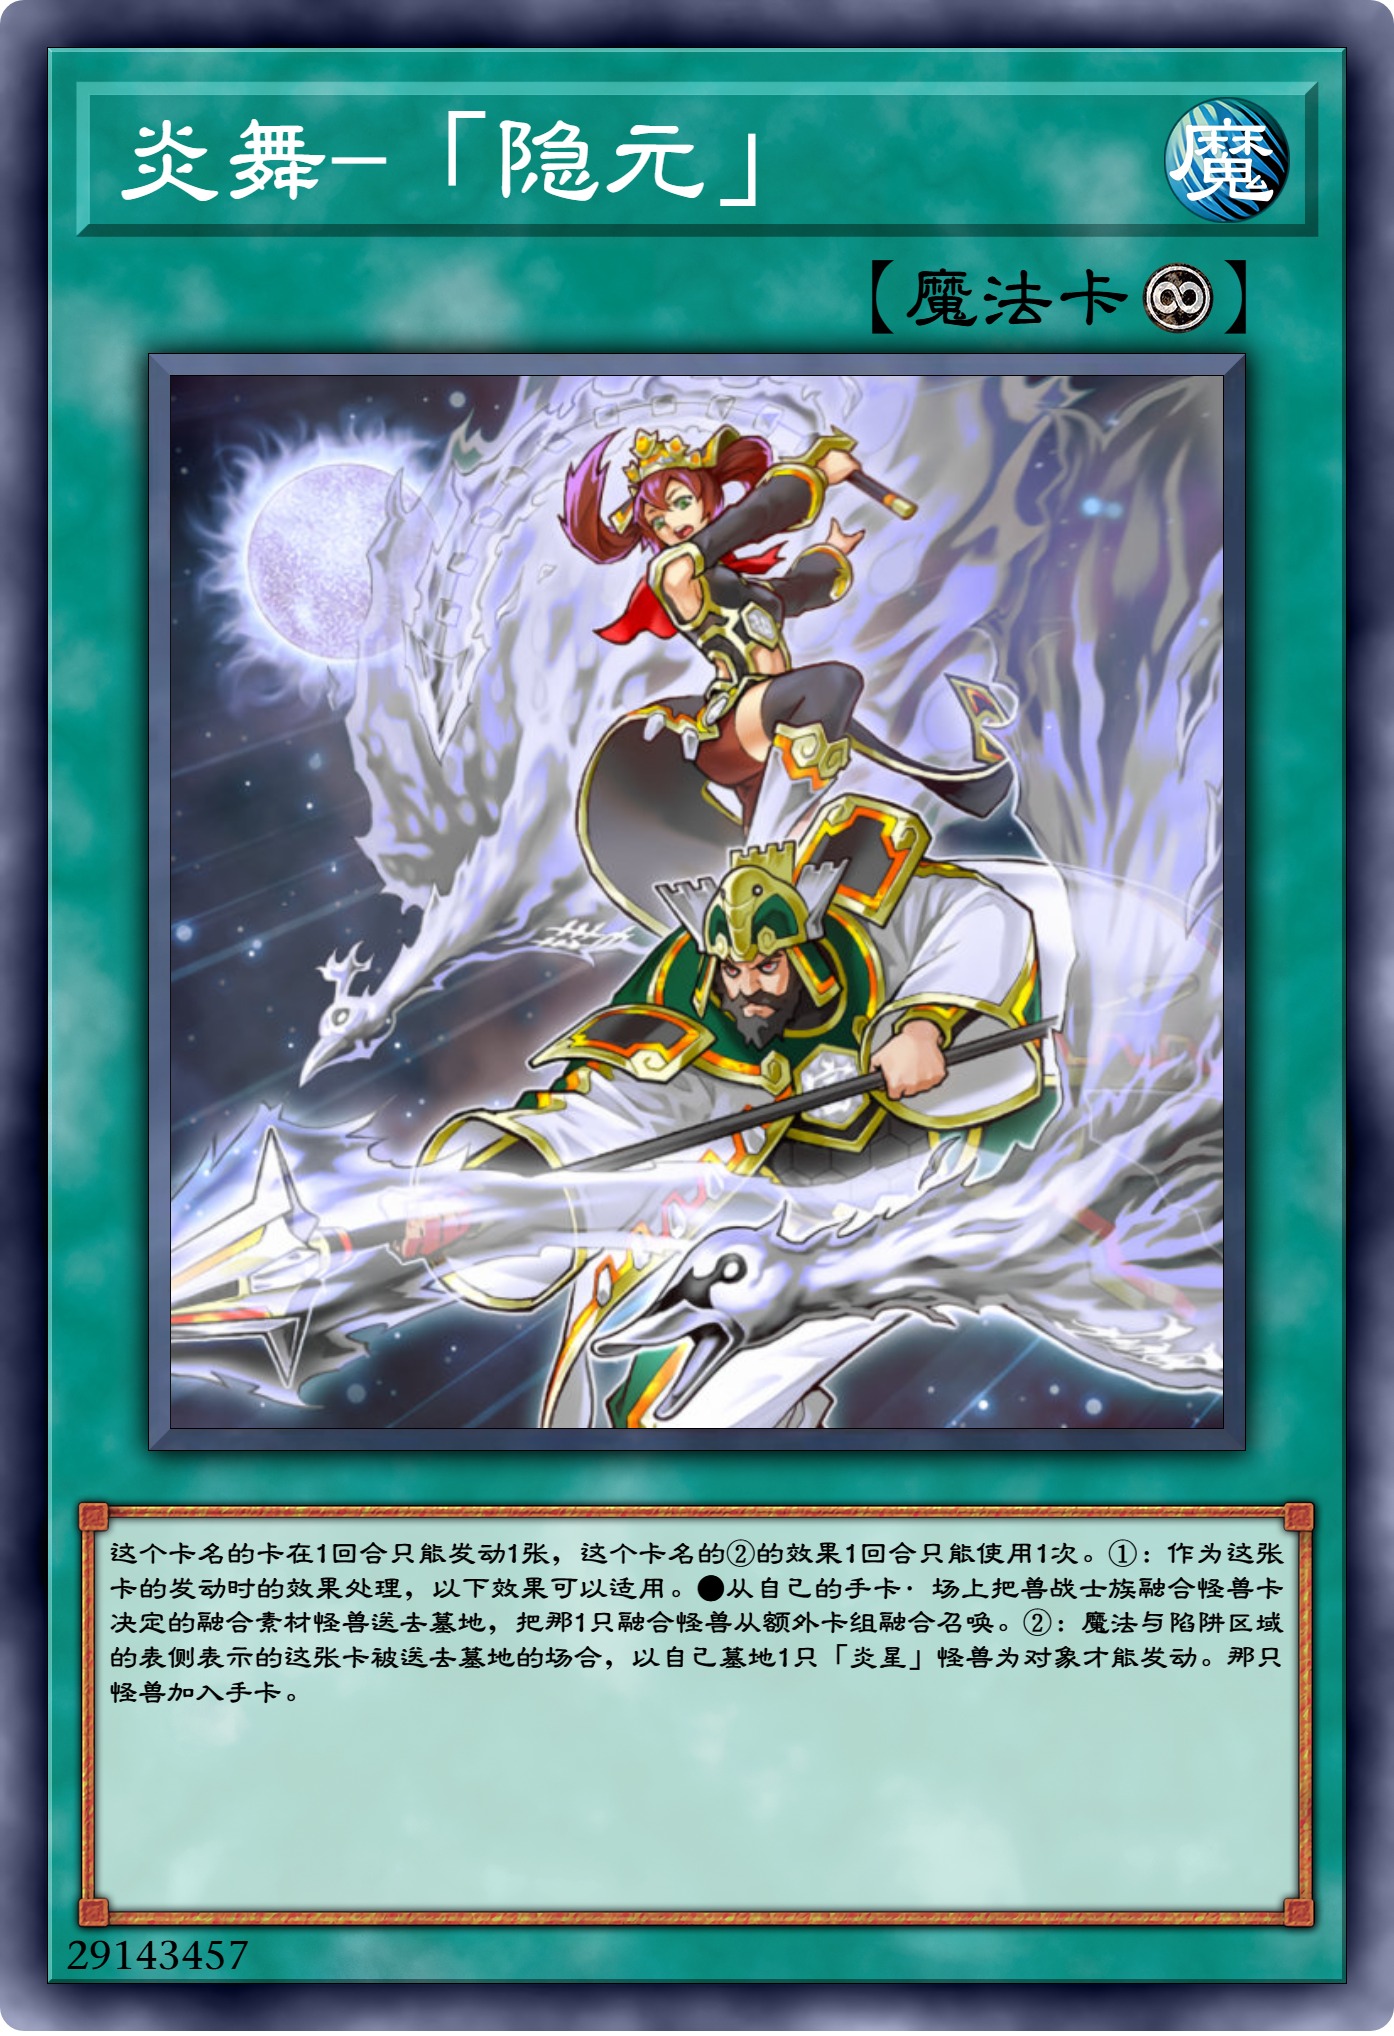 炎舞-「隐元」
魔
【魔法卡】
这个卡名的卡在1回合只能发动1张，这个卡名的②的效果1回合只能使用1次。①：作为这张
卡的发动时的效果处理，以下效果可以适用。●从自己的手卡·场上把兽战士族融合怪兽卡
决定的融合素材怪兽送去墓地，把那1只融合怪兽从额外卡组融合召唤。②：魔法与陷阱区域
的表侧表示的这张卡被送去墓地的场合，以自己墓地1只「炎星」怪兽为对象才能发动。那只
怪兽加入手卡。
29143457